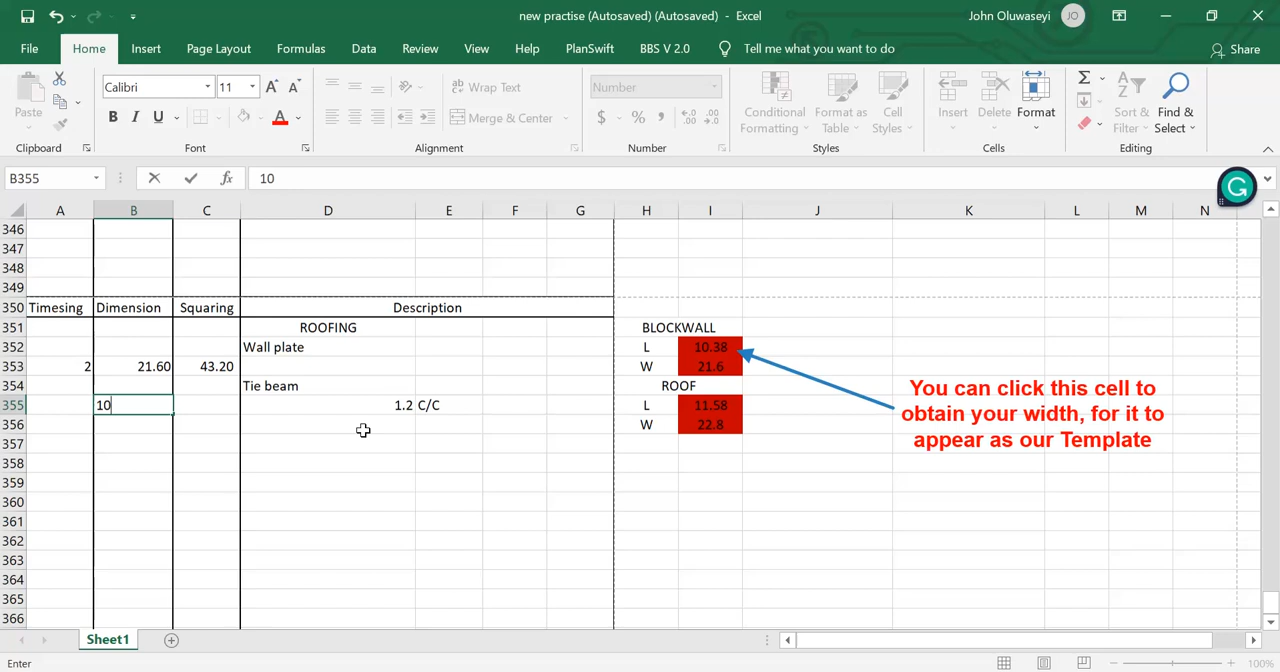 new practise (Autosaved) (Autosaved) - Excel
John Oluwaseyi JO
File Home Insert Page Layout Formulas Data Review View Help PlanSwift BBS V 2.0 Tell me what you want to do Share
Paste Calibri 11 A A Wrap Text Number Conditional Formatting Format as Table Cell Styles Insert Delete Format Sort & Filter Find & Select
B I U A Merge & Center $ % , .00 .0
Clipboard Font Alignment Number Styles Cells Editing
B355 fx 10
A B C D E F G H I J K L M N
346
347
348
349
350 Timesing Dimension Squaring Description
351 ROOFING BLOCKWALL
352 Wall plate L 10.38
353 2 21.60 43.20 W 21.6
354 Tie beam ROOF
355 10 1.2 C/C L 11.58
356 W 22.8
357
358
359
360
361
362
363
364
365
366
You can click this cell to
obtain your width, for it to
appear as our Template
Sheet1
Enter 100%